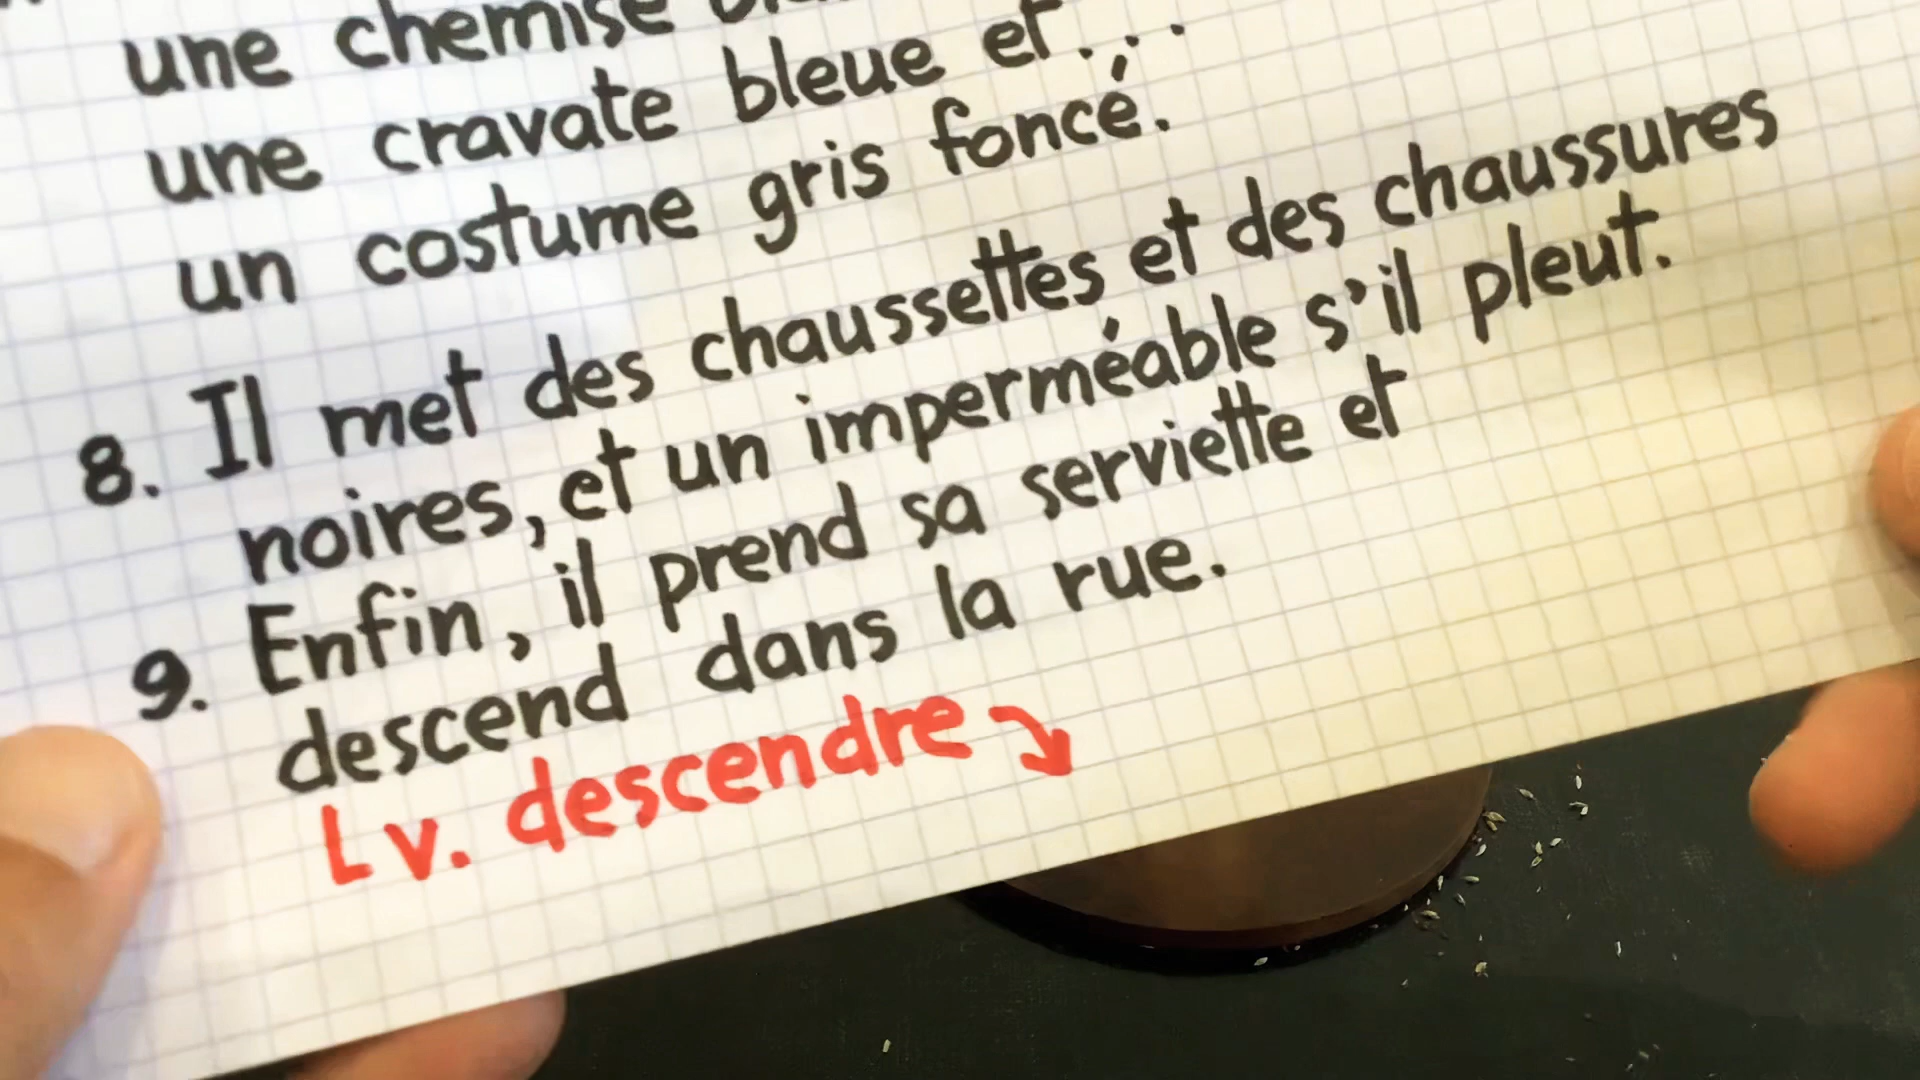 une chemise
une cravate bleue et...
un costume gris foncé.
8. Il met des chaussettes et des chaussures
noires, et un imperméable s'il pleut.
9. Enfin, il prend sa serviette et
descend dans la rue.
v. descendre